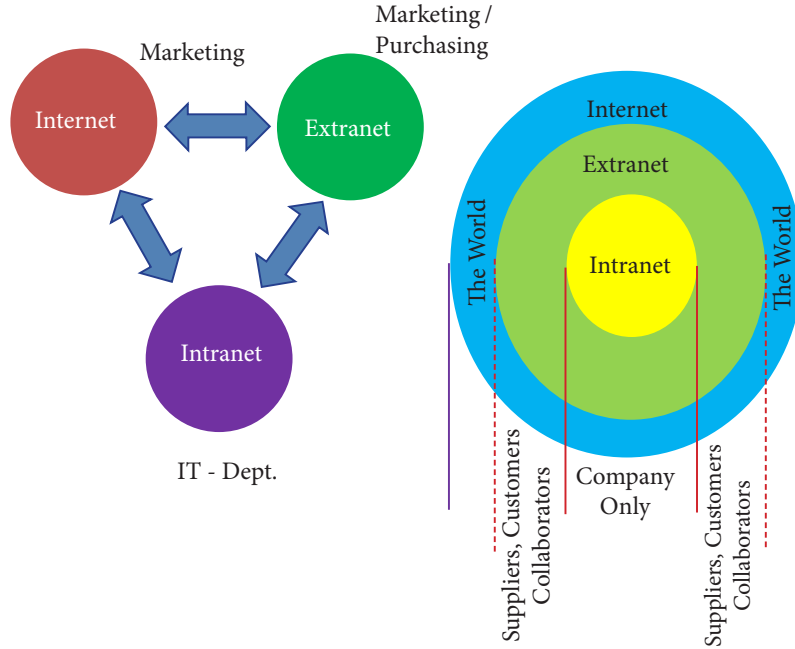 Marketing
Marketing /
Purchasing
Internet
Extranet
Intranet
IT - Dept.
Internet
Extranet
Intranet
The World
The World
Suppliers, Customers
Collaborators
Company
Only
Suppliers, Customers
Collaborators